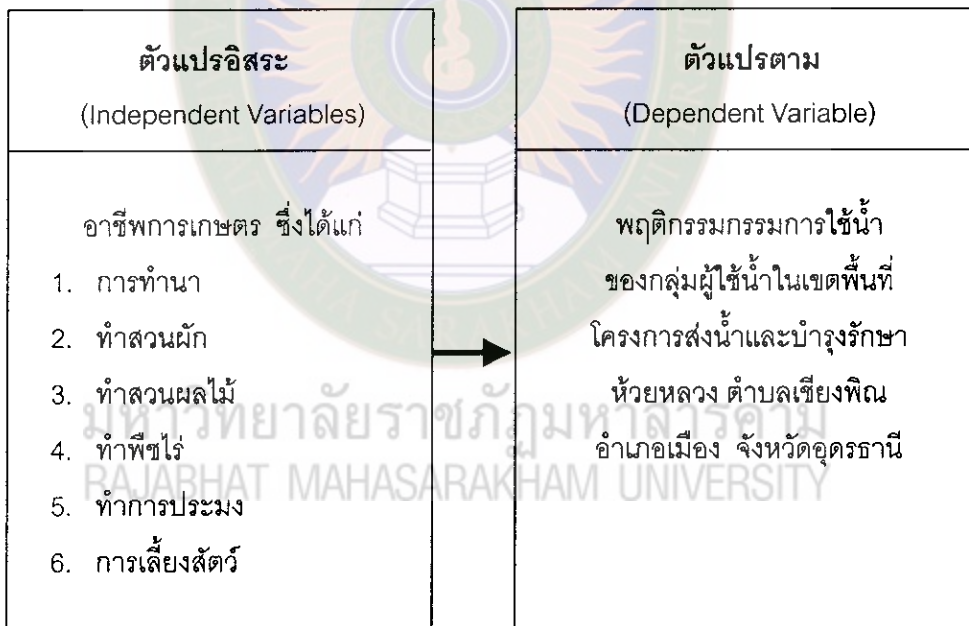 ตัวแปรอิสระ
(Independent Variables)
อาชีพการเกษตร ซึ่งได้แก่
1. การทำนา
2. ทำสวนผัก
3. ทำสวนผลไม้
4. ทำพืชไร่
5. ทำการประมง
6. การเลี้ยงสัตว์
ตัวแปรตาม
(Dependent Variable)
พฤติกรรมกรรมการใช้น้ำ
ของกลุ่มผู้ใช้น้ำในเขตพื้นที่
โครงการส่งน้ำและบำรุงรักษา
ห้วยหลวง ตำบลเชียงพิณ
อำเภอเมือง จังหวัดอุดรธานี
มหาวิทยาลัยราชภัฏมหาสารคาม
RAJABHAT MAHASARAKHAM UNIVERSITY